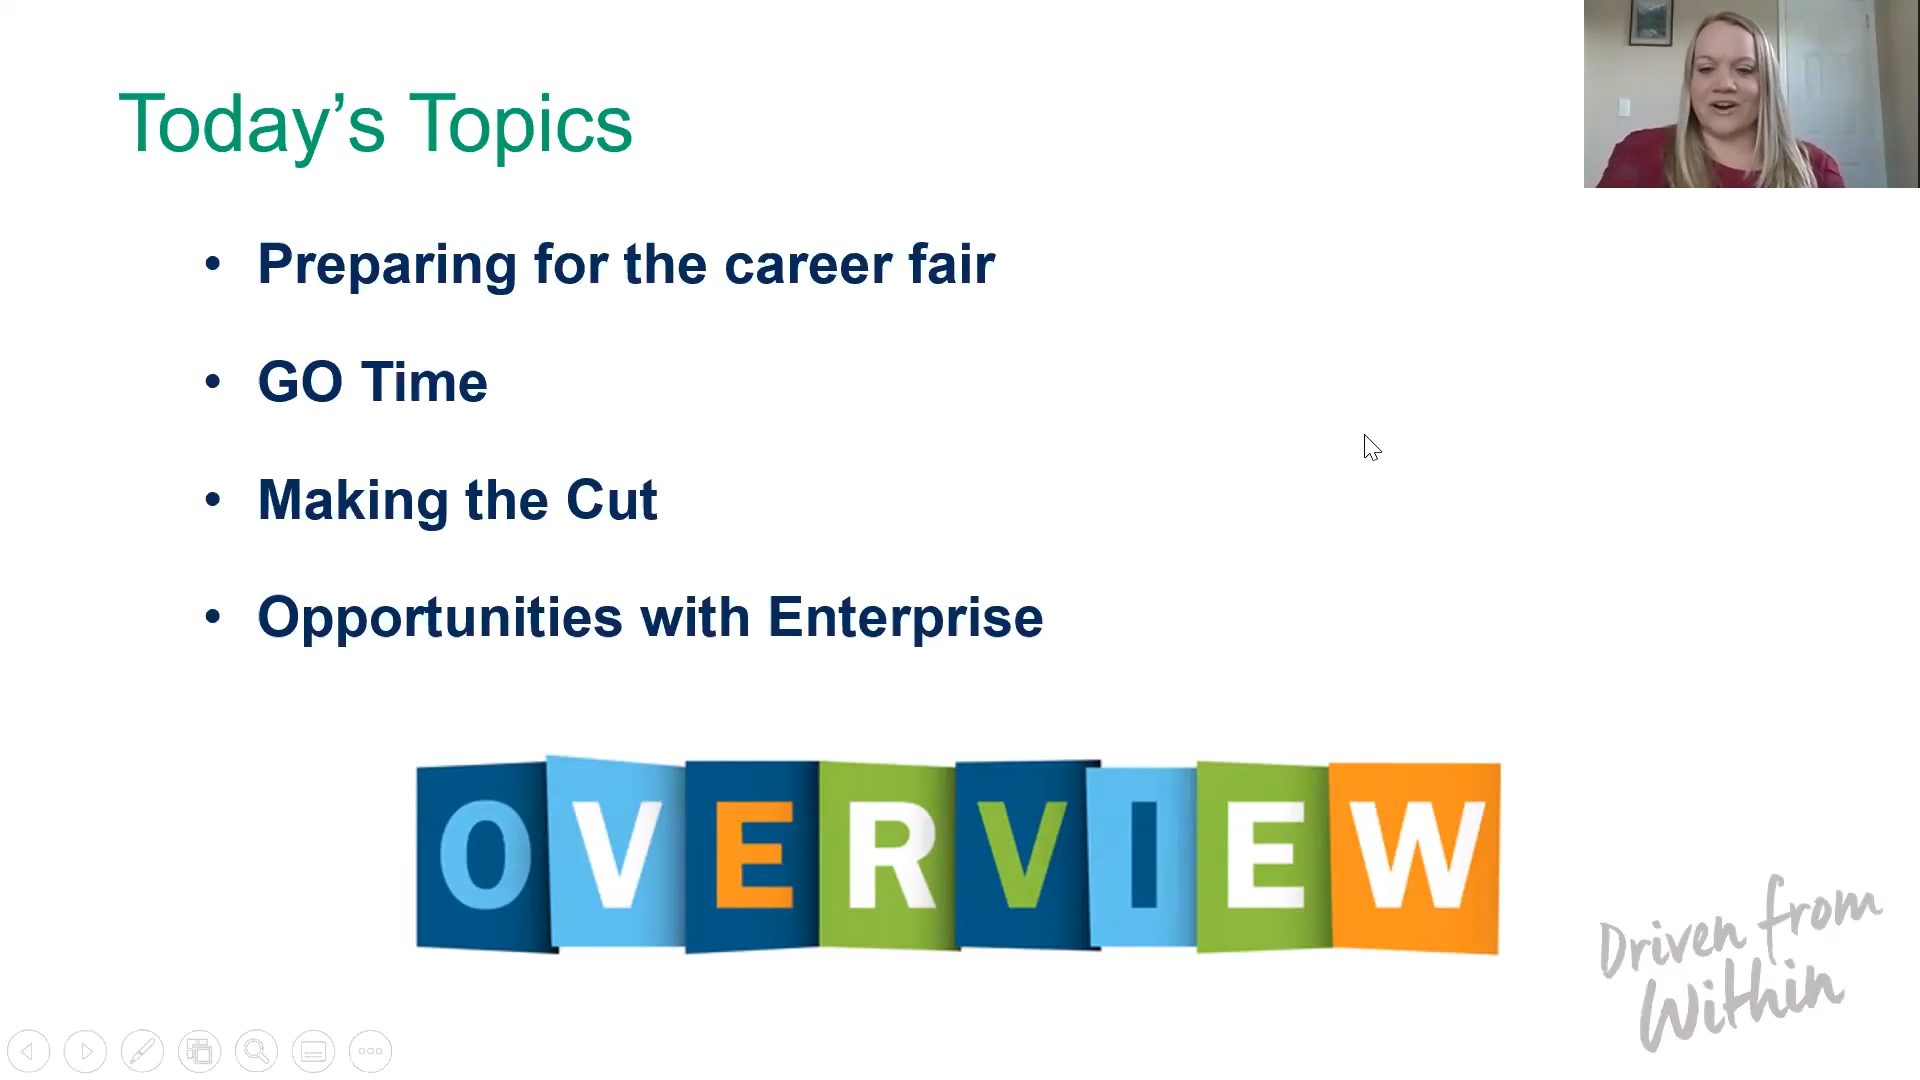 Today’s Topics
• Preparing for the career fair
• GO Time
• Making the Cut
• Opportunities with Enterprise
OVERVIEW
Driven from
Within